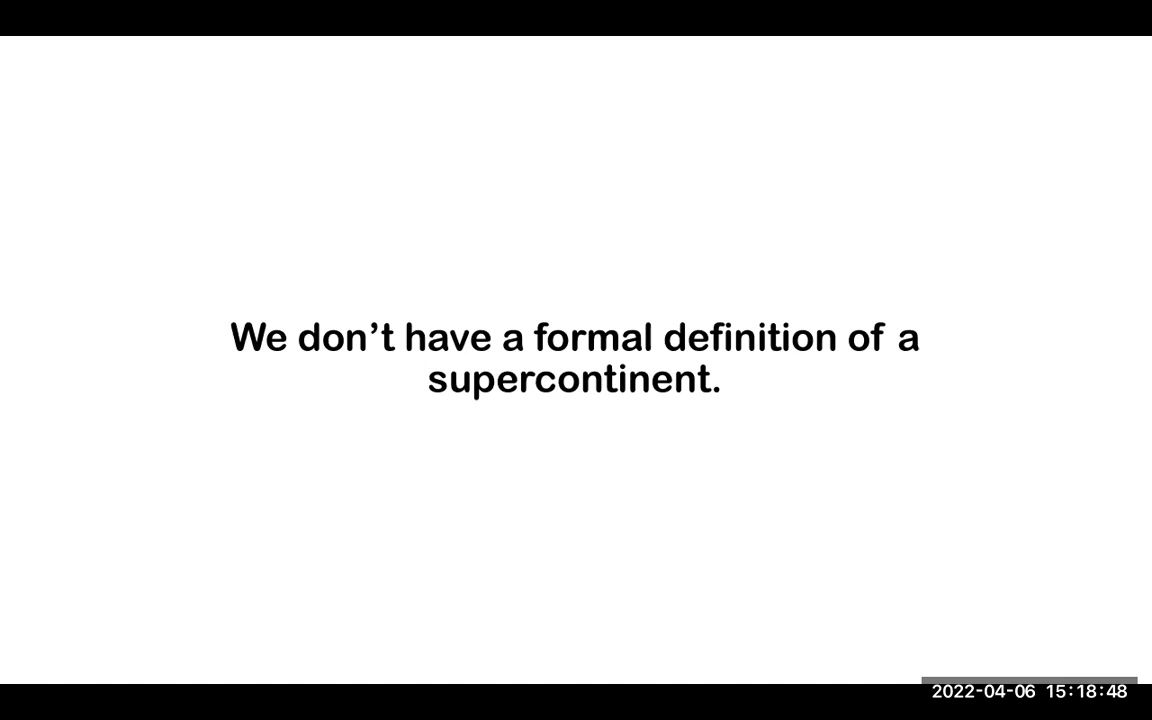 We don’t have a formal definition of a
supercontinent.
2022-04-06 15:18:48